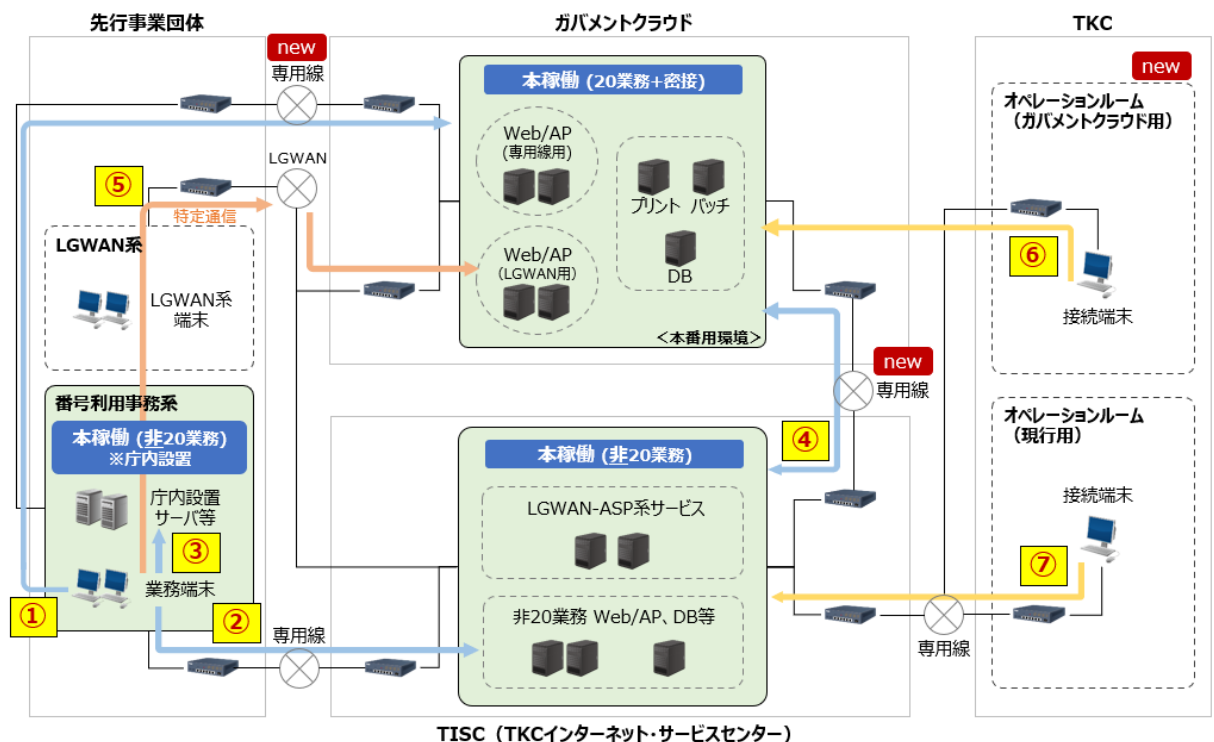 先行事業団体
ガバメントクラウド
TKC
new
専用線
本稼働 (20業務+密接)
Web/AP
(専用線用)
プリント
バッチ
DB
Web/AP
(LGWAN用)
<本番用環境>
LGWAN
⑤
特定通信
LGWAN系
LGWAN系
端末
番号利用事務系
本稼働 (非20業務)
※庁内設置
庁内設置
サーバ等
③
業務端末
①
②
専用線
new
専用線
④
本稼働 (非20業務)
LGWAN-ASP系サービス
非20業務 Web/AP、DB等
new
オペレーションルーム
(ガバメントクラウド用)
⑥
接続端末
オペレーションルーム
(現行用)
接続端末
⑦
専用線
TISC(TKCインターネット・サービスセンター)